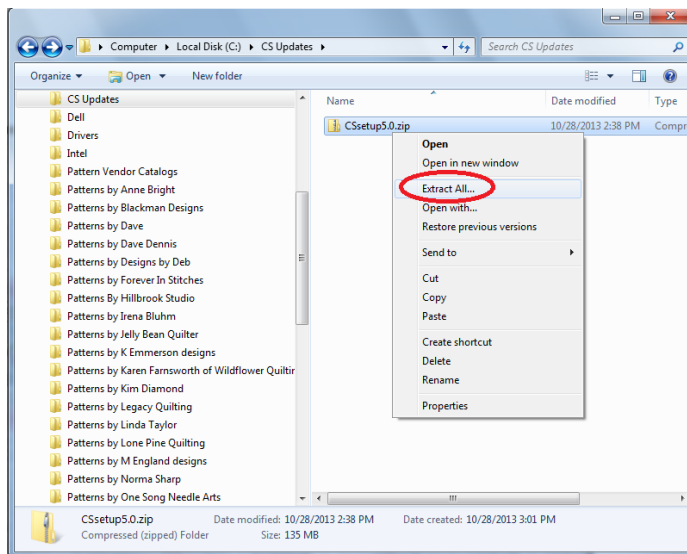 Computer ▸ Local Disk (C:) ▸ CS Updates ▸
Search CS Updates
Organize Open New folder
CS Updates
Dell
Drivers
Intel
Pattern Vendor Catalogs
Patterns by Anne Bright
Patterns by Blackman Designs
Patterns by Dave
Patterns by Dave Dennis
Patterns by Designs by Deb
Patterns by Forever In Stitches
Patterns By Hillbrook Studio
Patterns by Irena Bluhm
Patterns by Jelly Bean Quilter
Patterns by K Emmerson designs
Patterns by Karen Farnsworth of Wildflower Quiltin
Patterns by Kim Diamond
Patterns by Legacy Quilting
Patterns by Linda Taylor
Patterns by Lone Pine Quilting
Patterns by M England designs
Patterns by Norma Sharp
Patterns by One Song Needle Arts
Name Date modified Type
CSsetup5.0.zip 10/28/2013 2:38 PM Compr
Open
Open in new window
Extract All...
Open with...
Restore previous versions
Send to
Cut
Copy
Paste
Create shortcut
Delete
Rename
Properties
CSsetup5.0.zip Date modified: 10/28/2013 2:38 PM Date created: 10/28/2013 3:01 PM
Compressed (zipped) Folder Size: 135 MB